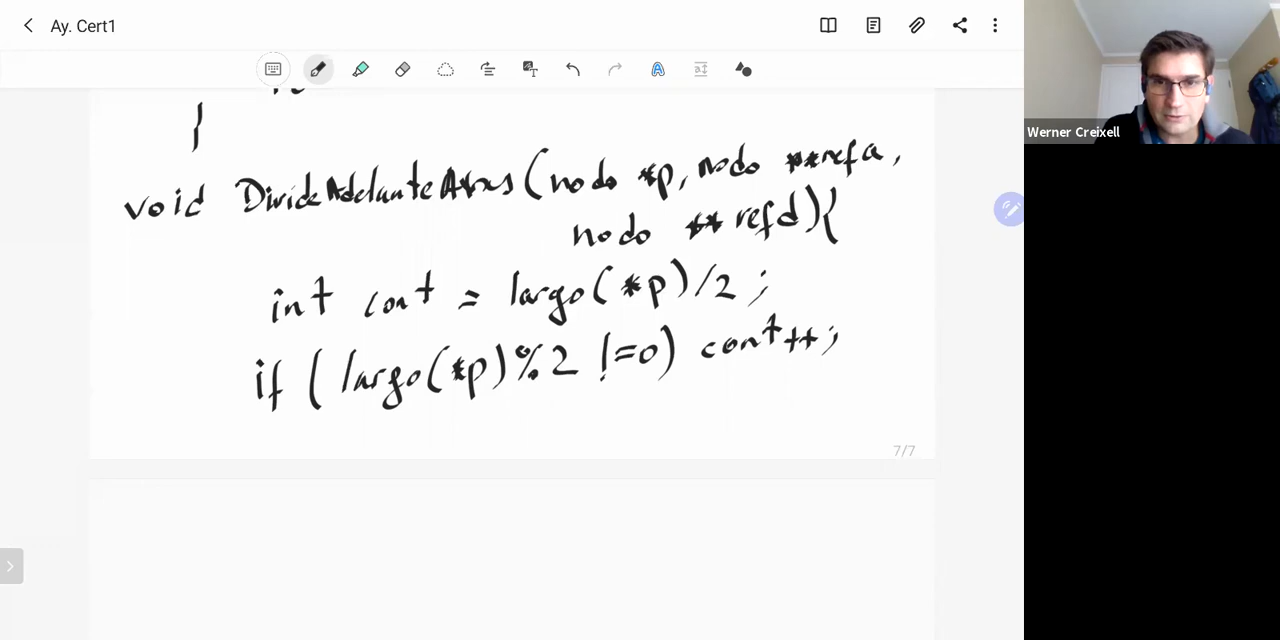 Ay. Cert1
Werner Creixell
}
void DivideAdelanteAtras(nodo *p, nodo **refa,
nodo **refd){
int cont = largo(*p)/2;
if (largo(*p)%2 !=0) cont++;
7/7